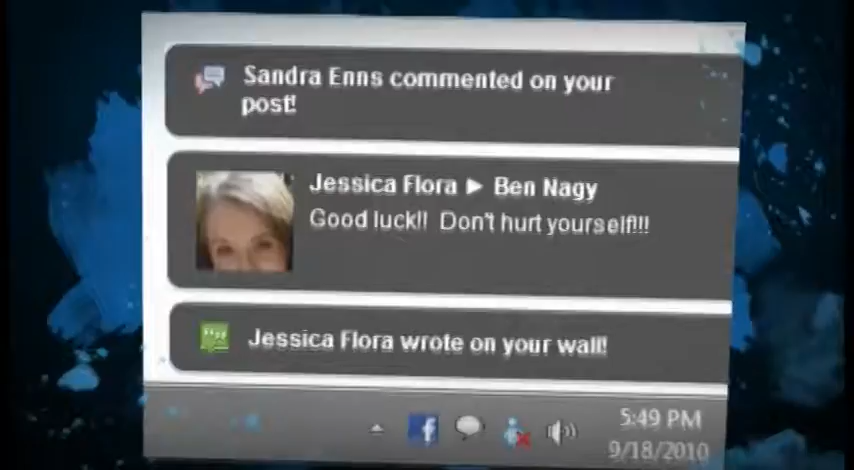 Sandra Enns commented on your
post!
Jessica Flora ► Ben Nagy
Good luck!! Don't hurt yourself!!!
Jessica Flora wrote on your wall!
5:49 PM
9/18/2010